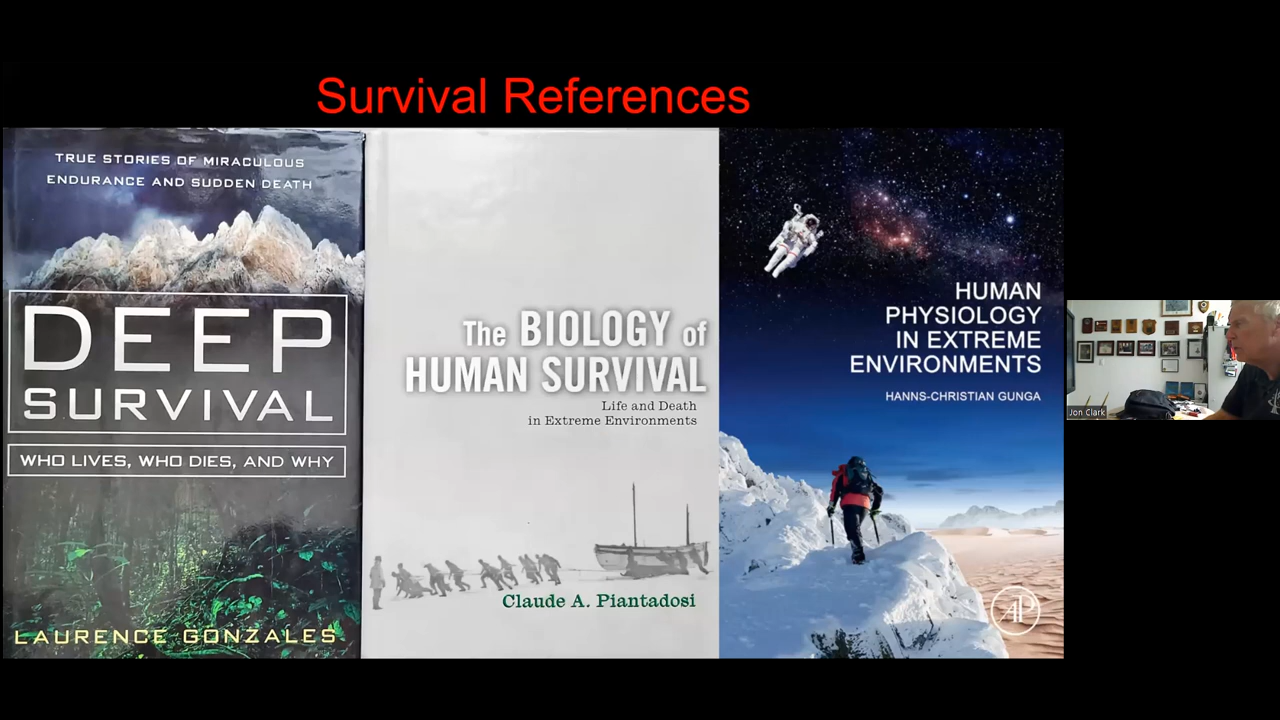 Survival References
TRUE STORIES OF MIRACULOUS
ENDURANCE AND SUDDEN DEATH
DEEP
SURVIVAL
WHO LIVES, WHO DIES, AND WHY
LAURENCE GONZALES
The BIOLOGY of
HUMAN SURVIVAL
Life and Death
in Extreme Environments
Claude A. Piantadosi
HUMAN
PHYSIOLOGY
IN EXTREME
ENVIRONMENTS
HANNS-CHRISTIAN GUNGA
AP
Jon Clark